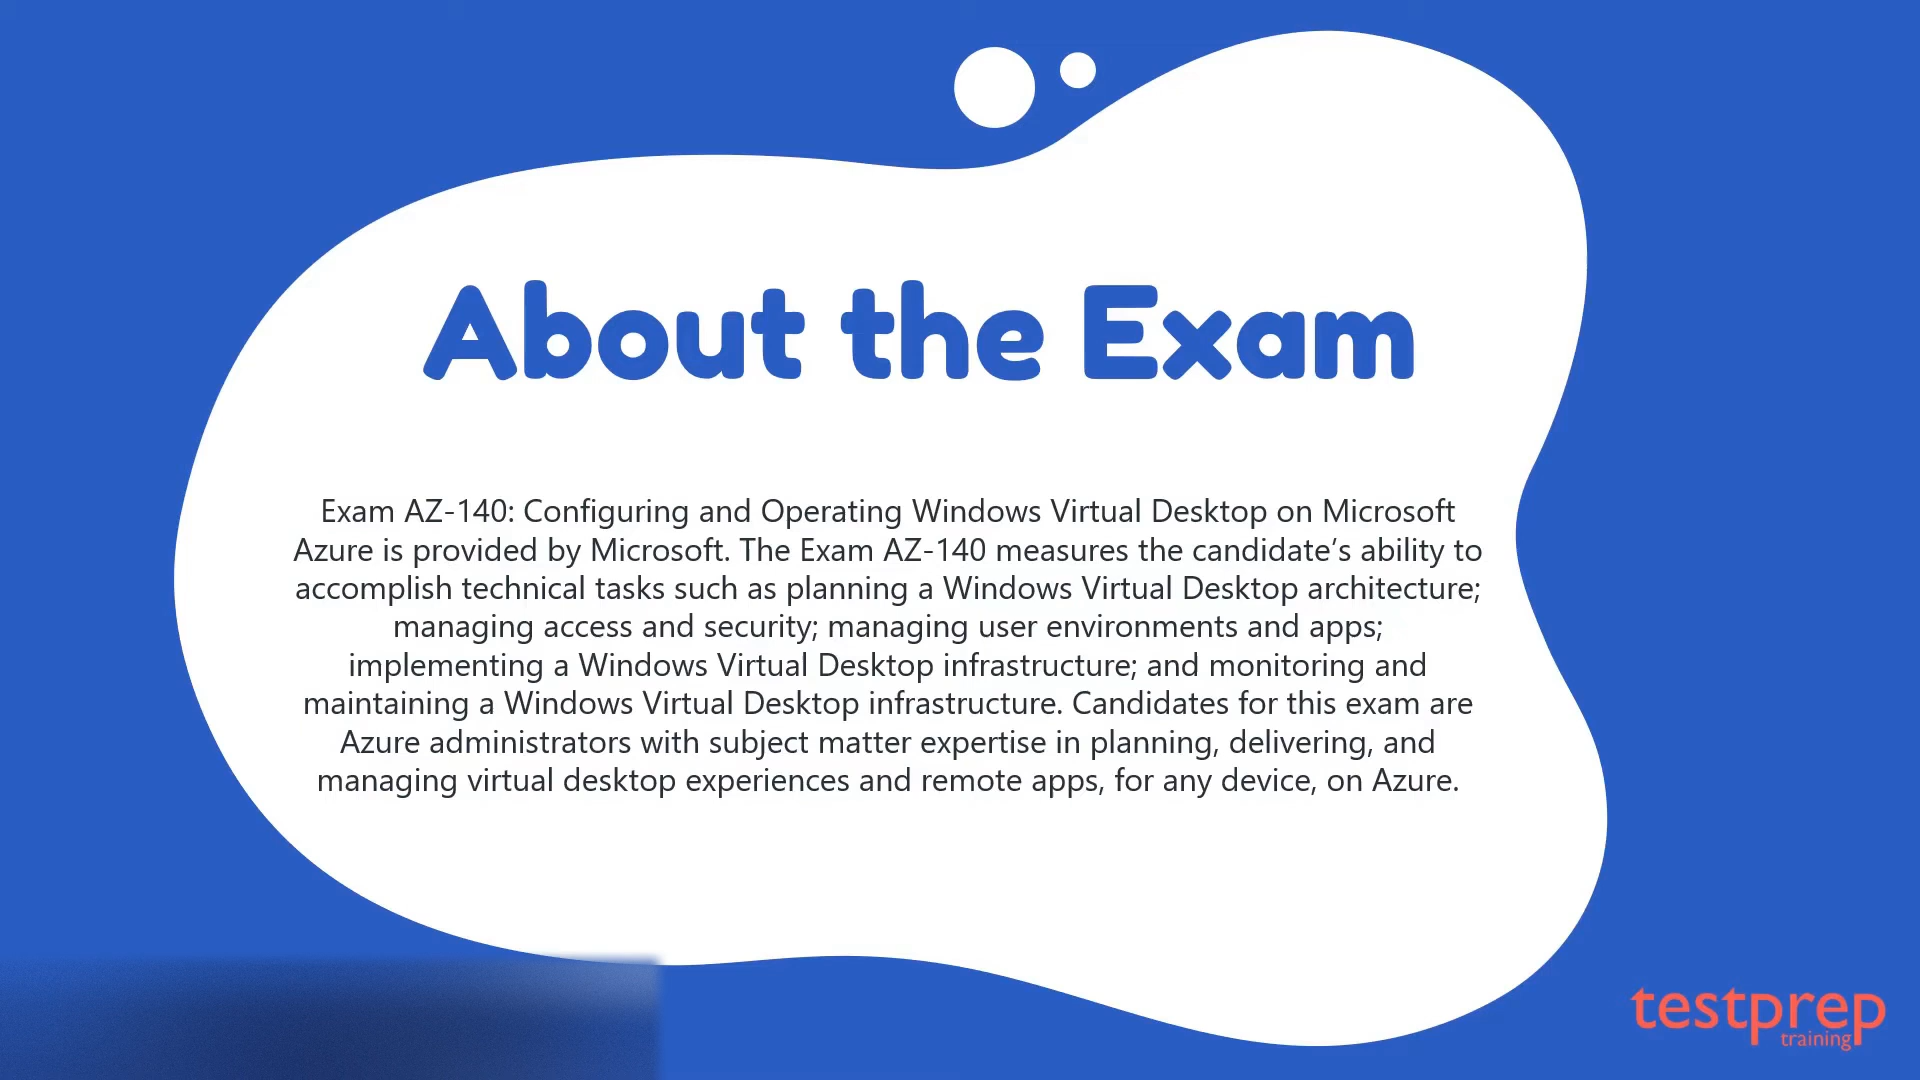 About the Exam
Exam AZ-140: Configuring and Operating Windows Virtual Desktop on Microsoft
Azure is provided by Microsoft. The Exam AZ-140 measures the candidate’s ability to
accomplish technical tasks such as planning a Windows Virtual Desktop architecture;
managing access and security; managing user environments and apps;
implementing a Windows Virtual Desktop infrastructure; and monitoring and
maintaining a Windows Virtual Desktop infrastructure. Candidates for this exam are
Azure administrators with subject matter expertise in planning, delivering, and
managing virtual desktop experiences and remote apps, for any device, on Azure.
testprep
training